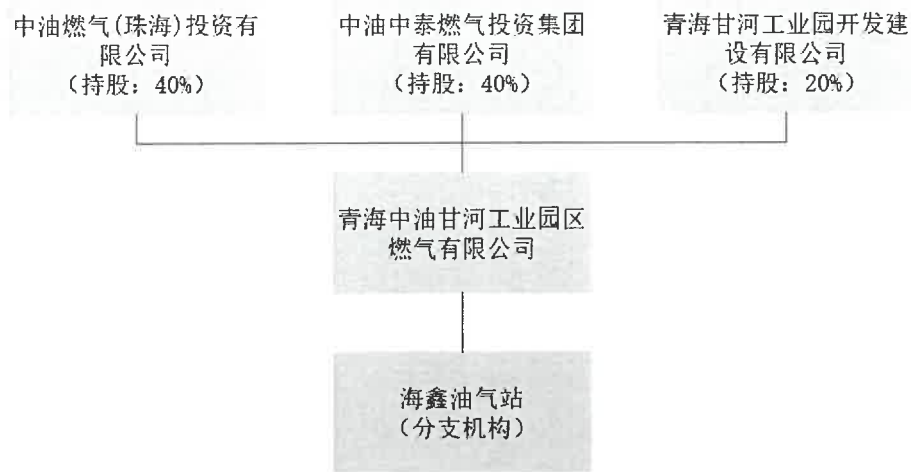 中油燃气(珠海)投资有
限公司
(持股：40%)
中油中泰燃气投资集团
有限公司
(持股：40%)
青海甘河工业园开发建
设有限公司
(持股：20%)
青海中油甘河工业园区
燃气有限公司
海鑫油气站
(分支机构)